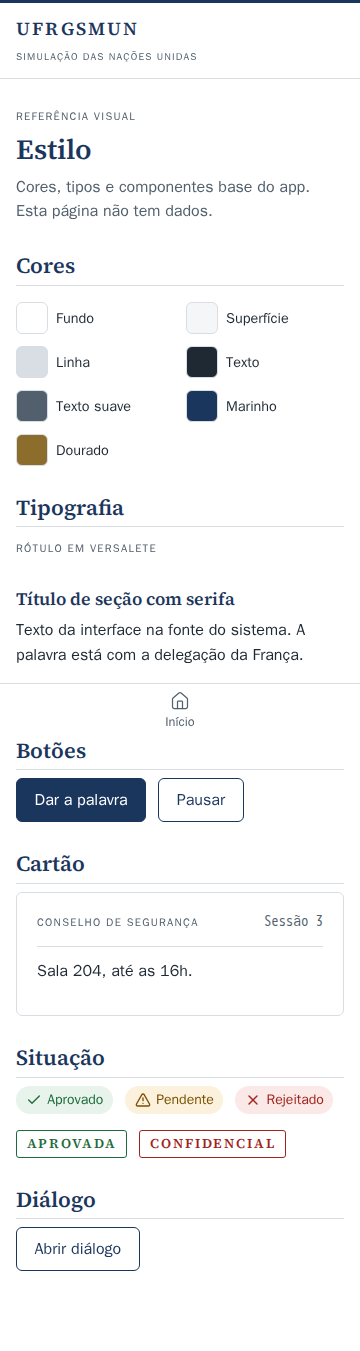 UFRGSMUN
SIMULAÇÃO DAS NAÇÕES UNIDAS
REFERÊNCIA VISUAL
Estilo
Cores, tipos e componentes base do app.
Esta página não tem dados.
Cores
Fundo
Superfície
Linha
Texto
Texto suave
Marinho
Dourado
Tipografia
RÓTULO EM VERSALETE
Título de seção com serifa
Texto da interface na fonte do sistema. A
palavra está com a delegação da França.
Início
Botões
Dar a palavra
Pausar
Cartão
CONSELHO DE SEGURANÇA
Sessão 3
Sala 204, até as 16h.
Situação
Aprovado
Pendente
Rejeitado
APROVADA
CONFIDENCIAL
Diálogo
Abrir diálogo